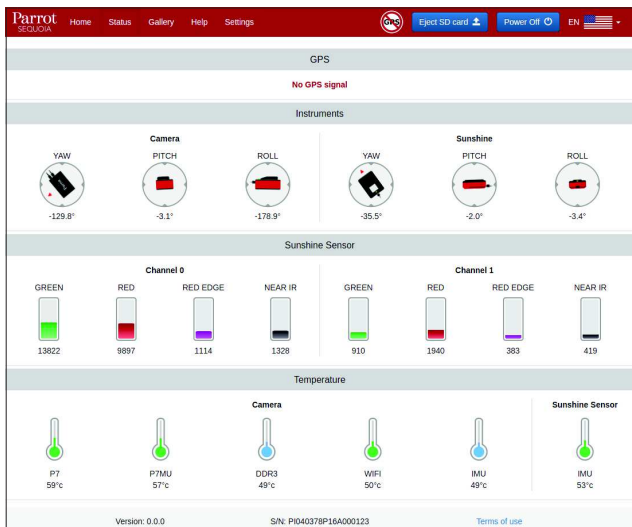 Parrot
SEQUOIA
Home Status Gallery Help Settings GPS Eject SD card Power Off EN
GPS
No GPS signal
Instruments
Camera Sunshine
YAW PITCH ROLL YAW PITCH ROLL
-129.8° -3.1° -178.9° -35.5° -2.0° -3.4°
Sunshine Sensor
Channel 0 Channel 1
GREEN RED RED EDGE NEAR IR GREEN RED RED EDGE NEAR IR
13822 9897 1114 1328 910 1940 383 419
Temperature
Camera Sunshine Sensor
P7 P7MU DDR3 WIFI IMU IMU
59°c 57°c 49°c 50°c 49°c 53°c
Version: 0.0.0 S/N: PI040378P16A000123 Terms of use